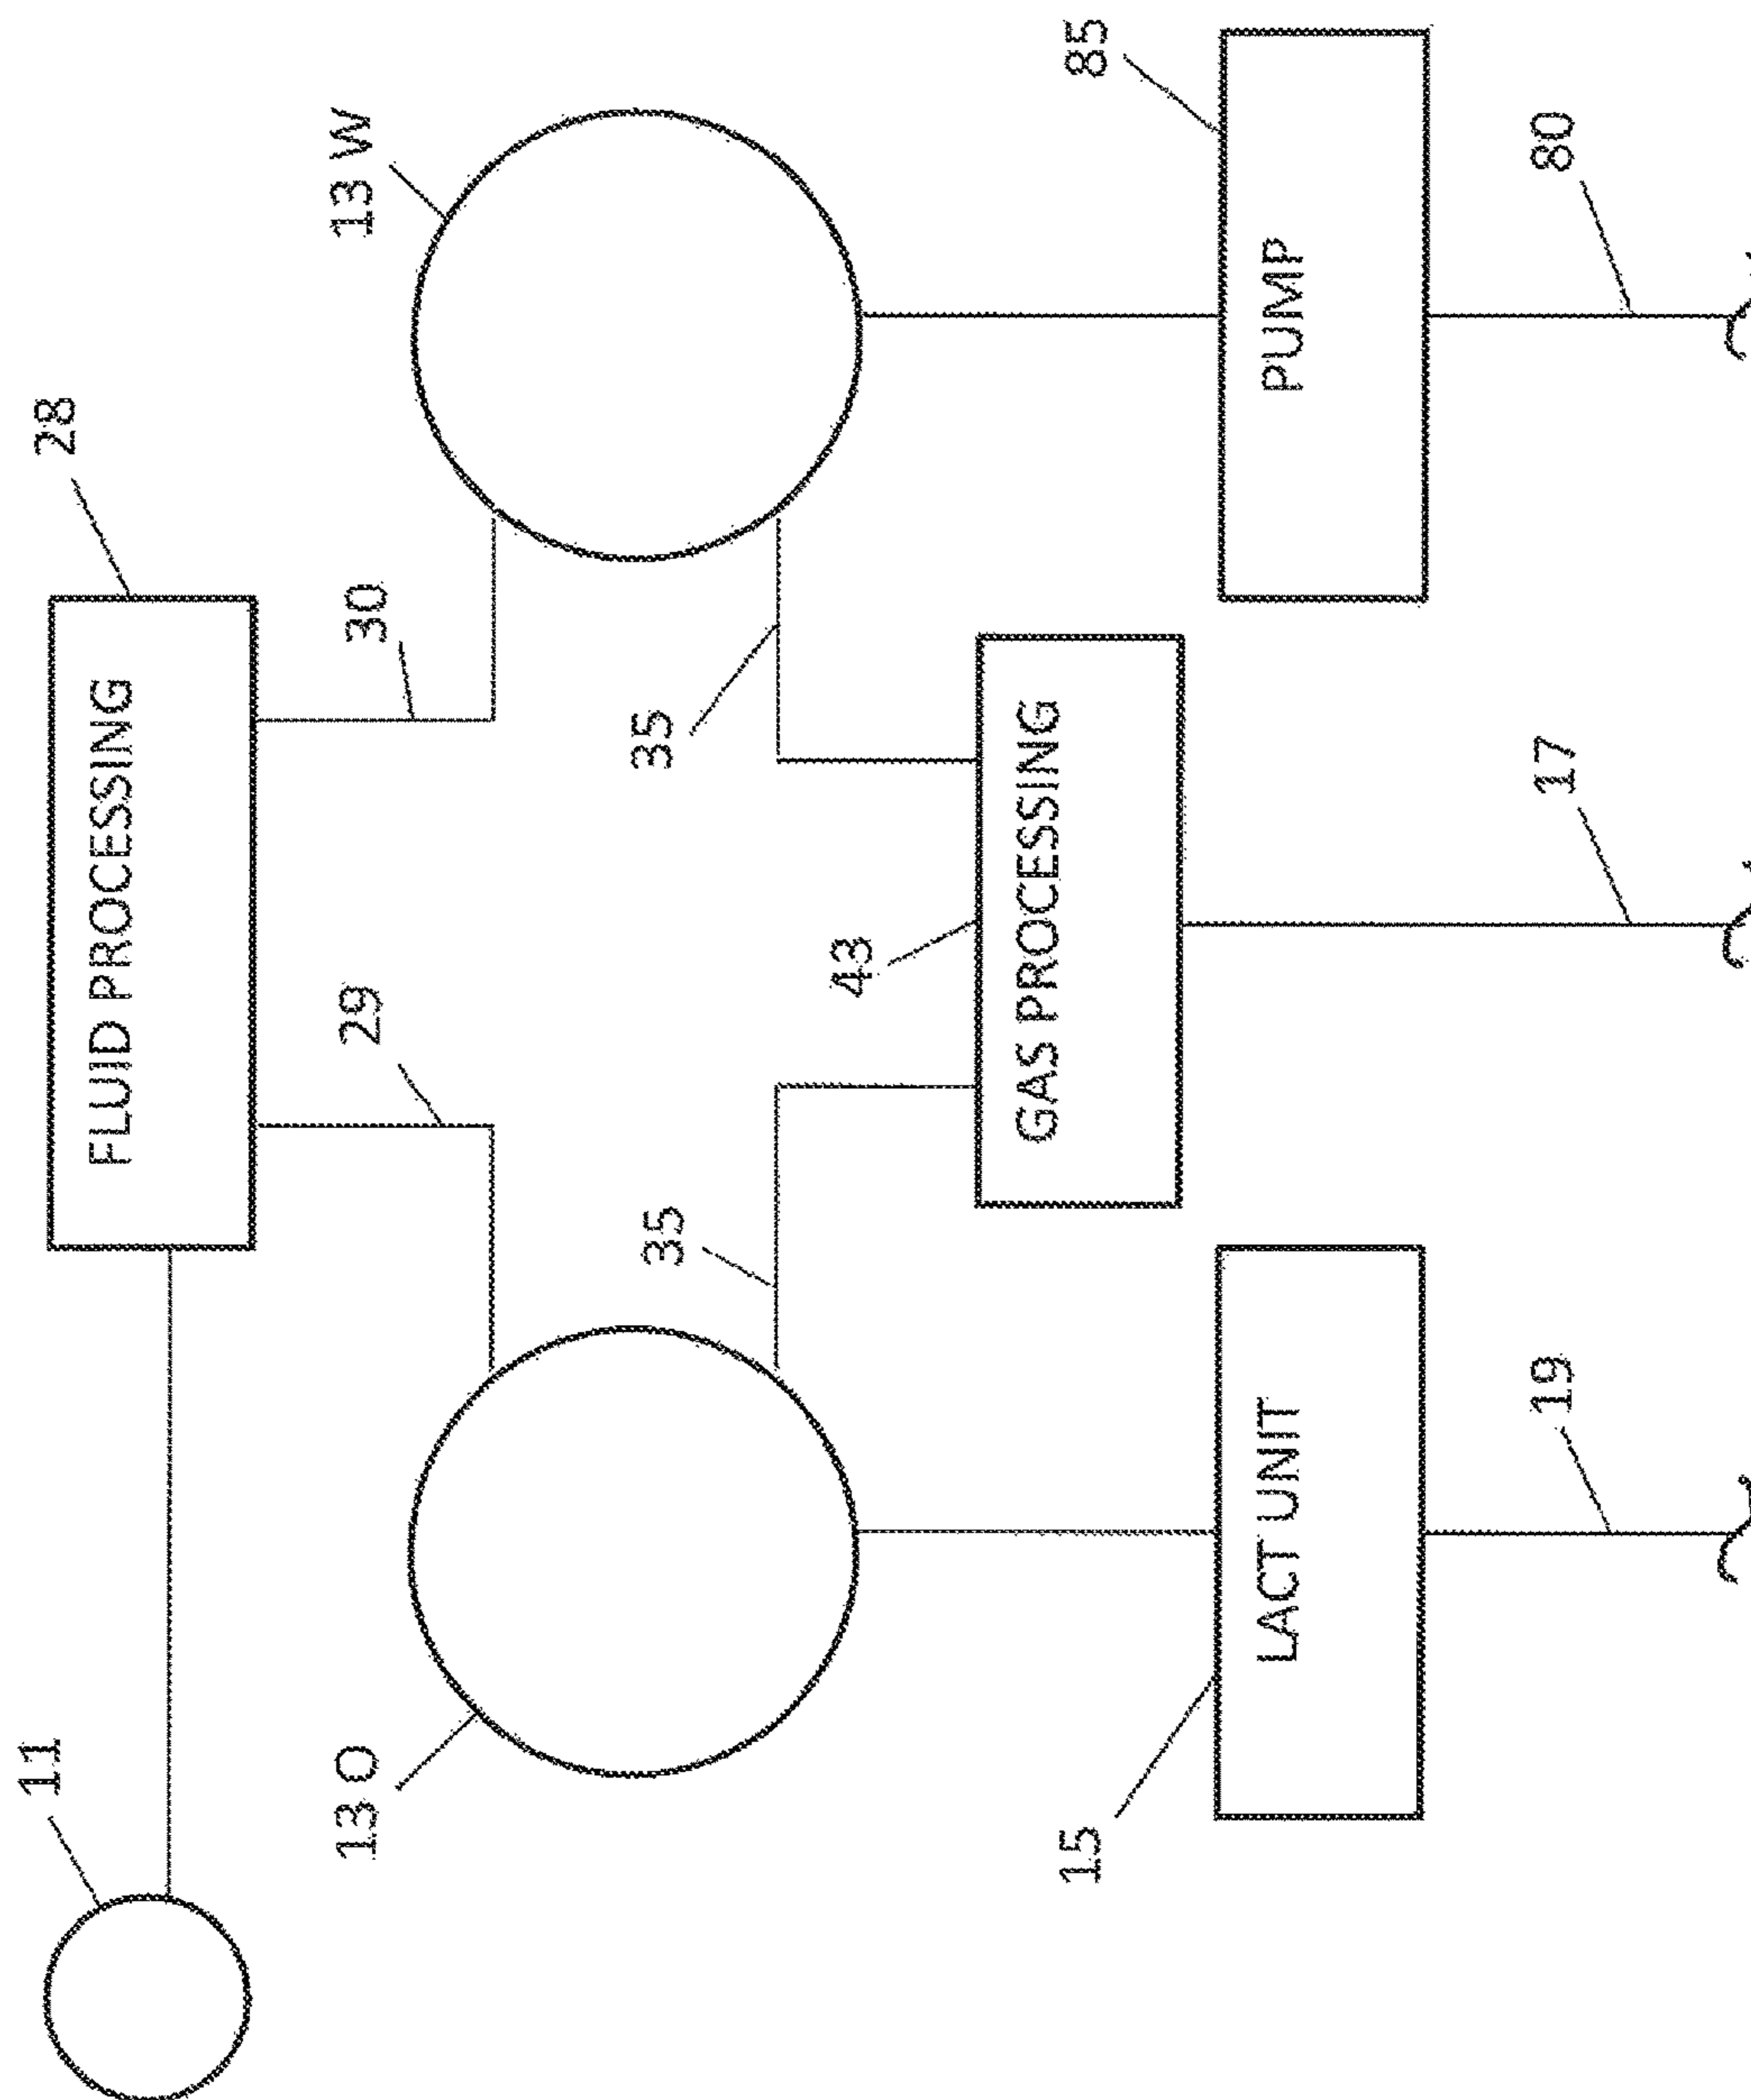 11
FLUID PROCESSING
28
29
30
13 O
13 W
35
35
43
GAS PROCESSING
15
LACT UNIT
85
PUMP
19
17
80